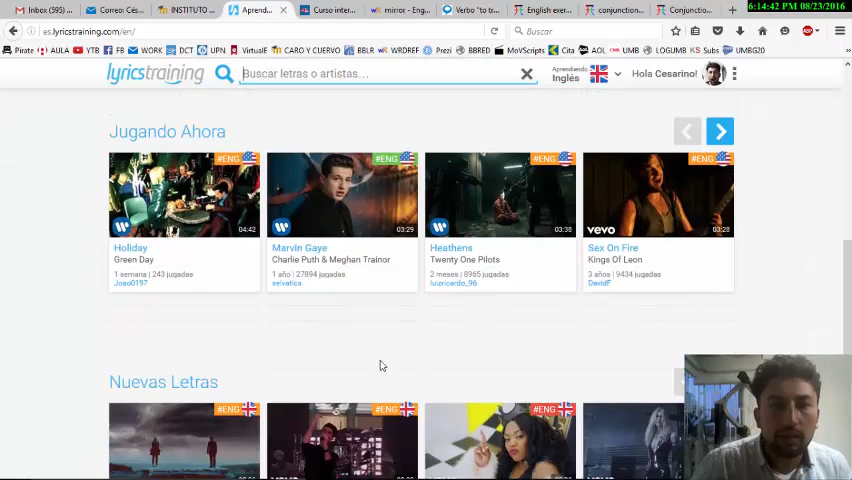 Inbox (595) ...
Correo: Cés...
INSTITUTO ...
Aprend...
Curso inter...
mirror - Eng...
Verbo "to tr...
English exer...
conjunction...
Conjunctio...
6:14:42 PM 08/23/2016
es.lyricstraining.com/en/
Buscar
Pirate
AULA
YTB
FB
WORK
DCT
VirtualE
CARO Y CUERVO
BBLR
WRDREF
Prezi
BBRED
MovScripts
Cita
AOL
UMB
LOGUMB
KS Subs
UMBG20
ABP
lyricstraining
Buscar letras o artistas...
Aprendiendo
Inglés
Hola Cesarino!
Jugando Ahora
#ENG
#ENG
#ENG
#ENG
04:42
03:29
03:38
vevo
03:28
Holiday
Green Day
1 semana | 243 jugadas
Joao0197
Marvin Gaye
Charlie Puth & Meghan Trainor
1 año | 27894 jugadas
selvatica
Heathens
Twenty One Pilots
2 meses | 8965 jugadas
luizricardo_96
Sex On Fire
Kings Of Leon
3 años | 9434 jugadas
DavidF
Nuevas Letras
#ENG
#ENG
#ENG